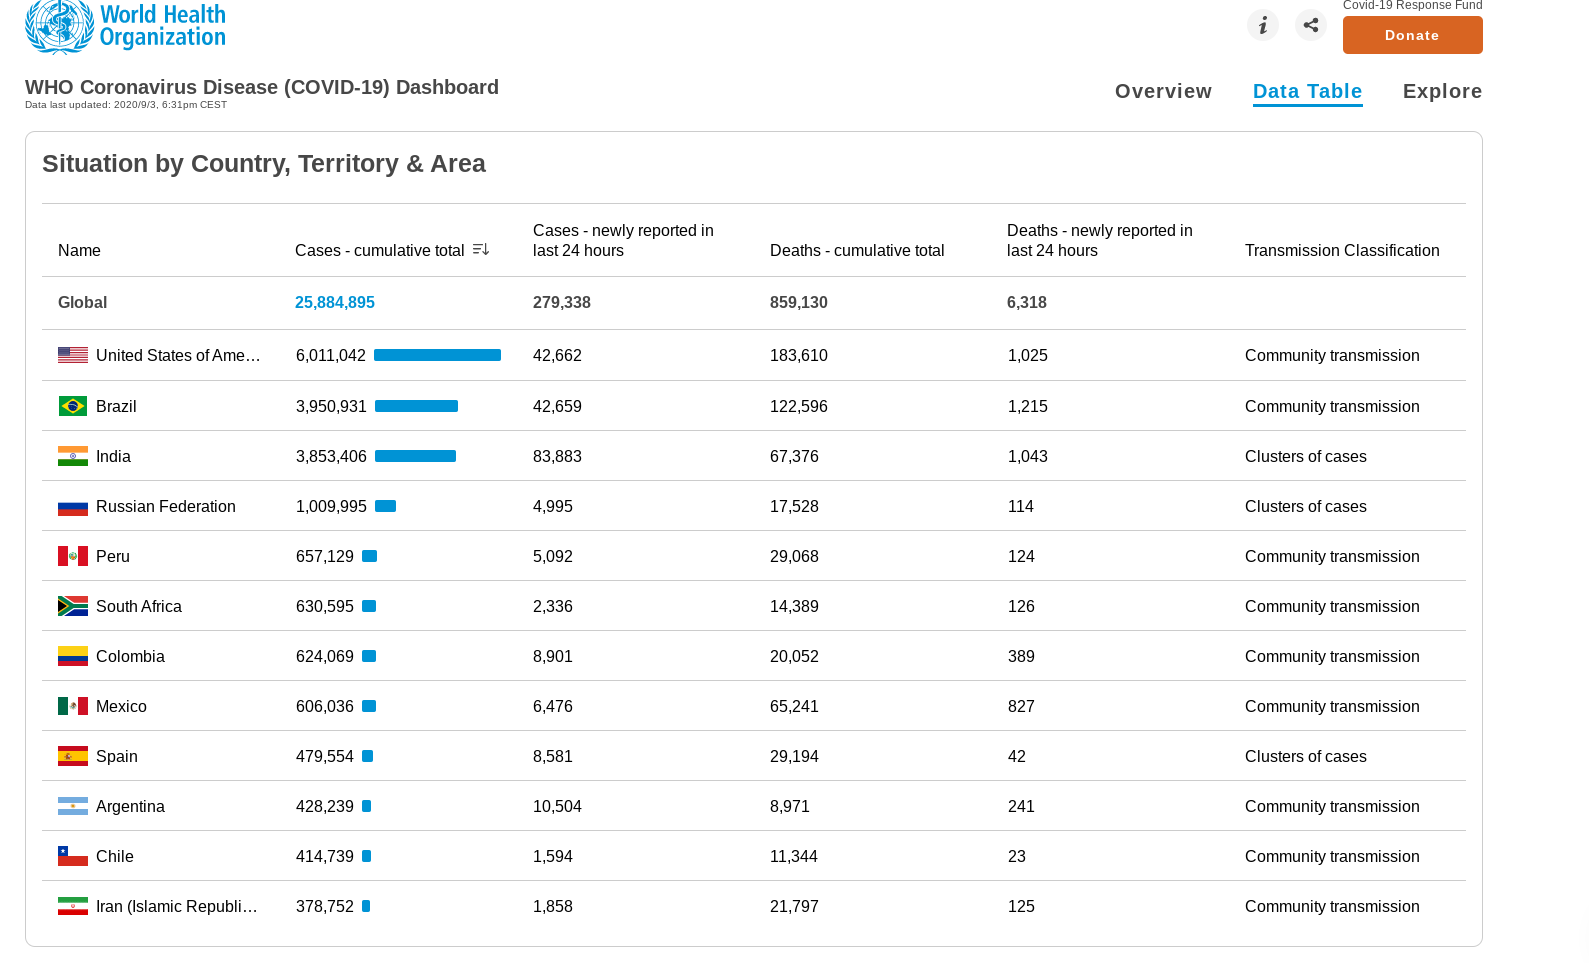 World Health
Organization
Covid-19 Response Fund
Donate
WHO Coronavirus Disease (COVID-19) Dashboard
Data last updated: 2020/9/3, 6:31pm CEST
Overview Data Table Explore
Situation by Country, Territory & Area
Name Cases - cumulative total Cases - newly reported in last 24 hours Deaths - cumulative total Deaths - newly reported in last 24 hours Transmission Classification
Global 25,884,895 279,338 859,130 6,318
United States of Ame… 6,011,042 42,662 183,610 1,025 Community transmission
Brazil 3,950,931 42,659 122,596 1,215 Community transmission
India 3,853,406 83,883 67,376 1,043 Clusters of cases
Russian Federation 1,009,995 4,995 17,528 114 Clusters of cases
Peru 657,129 5,092 29,068 124 Community transmission
South Africa 630,595 2,336 14,389 126 Community transmission
Colombia 624,069 8,901 20,052 389 Community transmission
Mexico 606,036 6,476 65,241 827 Community transmission
Spain 479,554 8,581 29,194 42 Clusters of cases
Argentina 428,239 10,504 8,971 241 Community transmission
Chile 414,739 1,594 11,344 23 Community transmission
Iran (Islamic Republi… 378,752 1,858 21,797 125 Community transmission